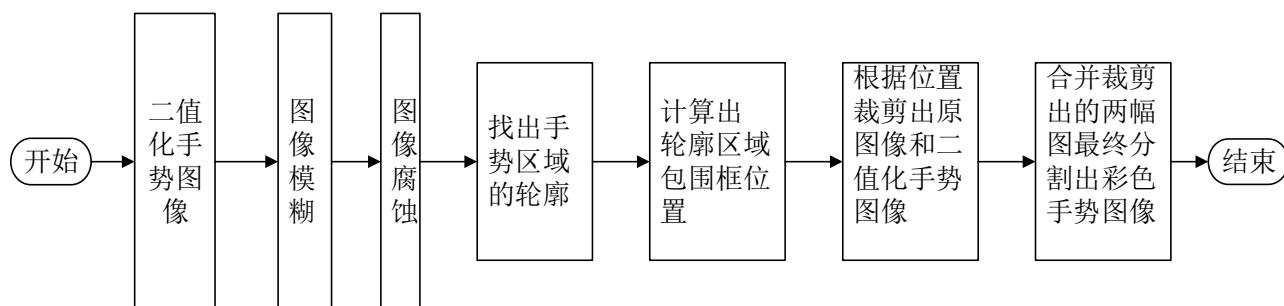 开始
二值
化手
势图
像
图
像
模
糊
图
像
腐
蚀
找出手
势区域
的轮廓
计算出
轮廓区域
包围框位
置
根据位置
裁剪出原
图像和二
值化手势
图像
合并裁剪
出的两幅
图最终分
割出彩色
手势图像
结束